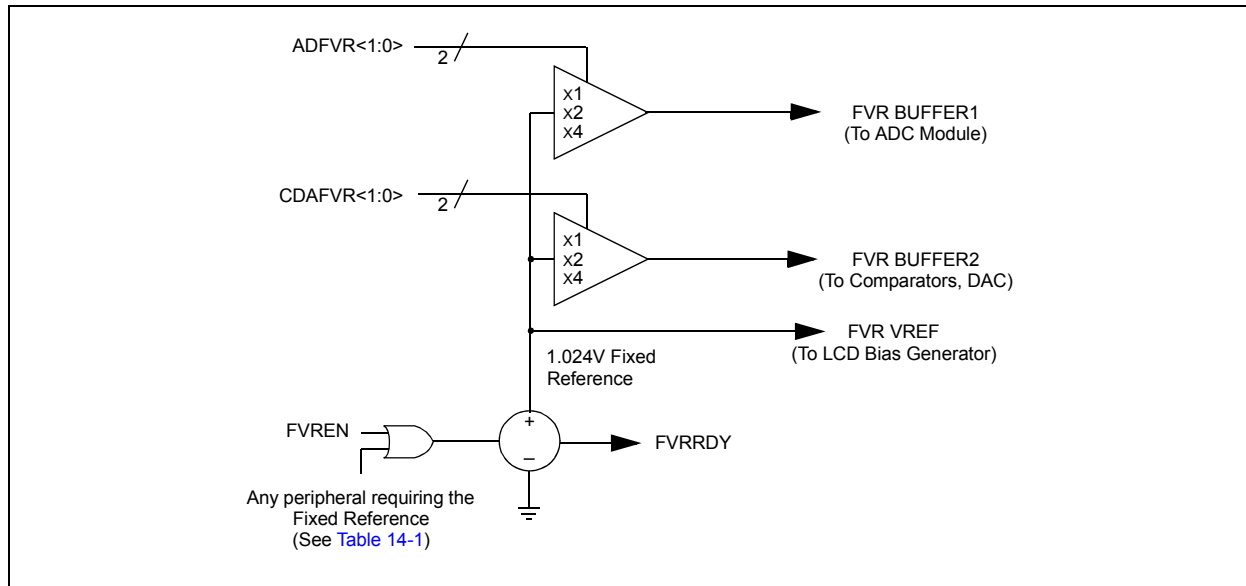 ADFVR<1:0>
2
x1
x2
x4
FVR BUFFER1
(To ADC Module)
CDAFVR<1:0>
2
x1
x2
x4
FVR BUFFER2
(To Comparators, DAC)
FVR VREF
(To LCD Bias Generator)
1.024V Fixed
Reference
FVREN
+
–
FVRRDY
Any peripheral requiring the
Fixed Reference
(See Table 14-1)